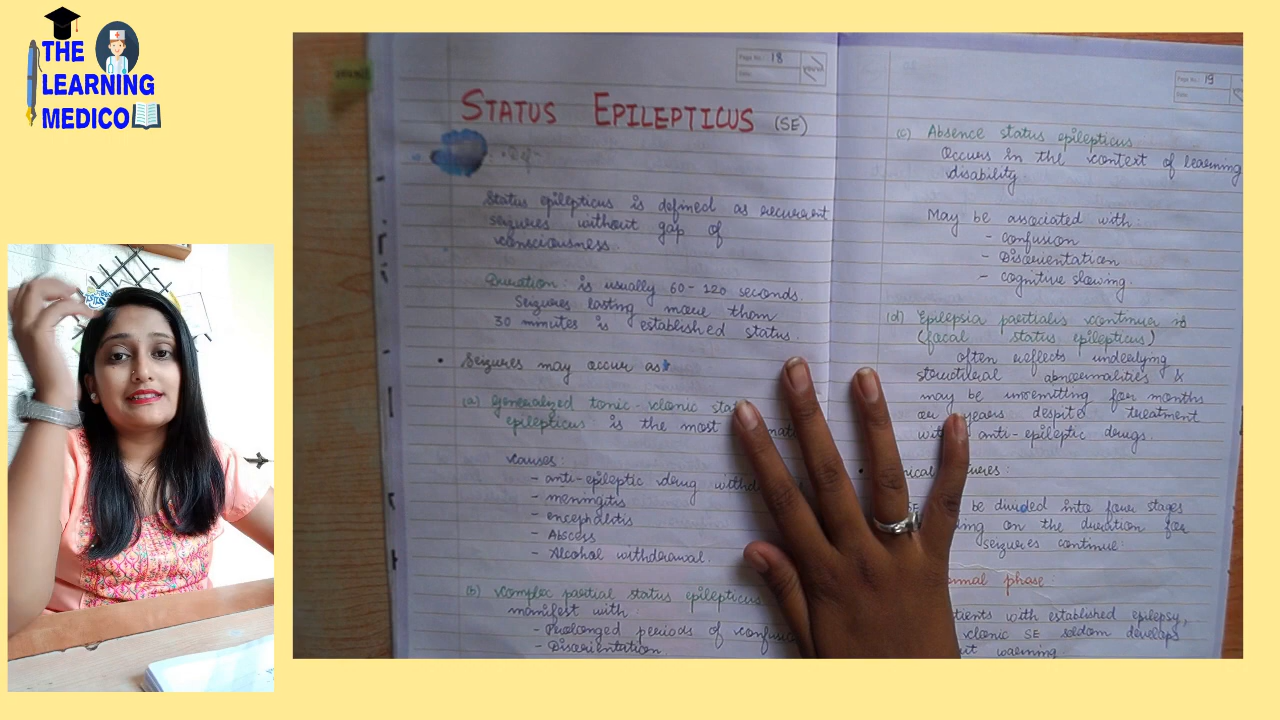 THE
LEARNING
MEDICO
Page No. 18
Date
STATUS EPILEPTICUS (SE)
Status epilepticus is defined as recurrent
seizures without gap of
consciousness.
Duration: is usually 60-120 seconds.
Seizures lasting more than
30 minutes is established status.
• Seizures may occur as
(a) Generalized tonic-clonic
epilepticus: is the most
causes:
- anti-epileptic drug
- meningitis
- encephalitis
- Abscess
- Alcohol withdrawal.
(b) Complex partial status epilepticus
manifest with
- Prolonged periods of
- Disorientation.
Page No. 19
Date
(c) Absence status epilepticus
Occurs in the context of learning
disability.
May be associated with:
- confusion
- Disorientation
- cognitive slowing.
(d) Epilepsia partialis continua is
(focal status epilepticus)
often reflects underlying
structural abnormalities &
may be unremitting for months
or years despite treatment
with anti-epileptic drugs.
be divided into four stages
on the duration for
seizures continue:
phase:
with established epilepsy,
clonic SE seldom develops
warning.